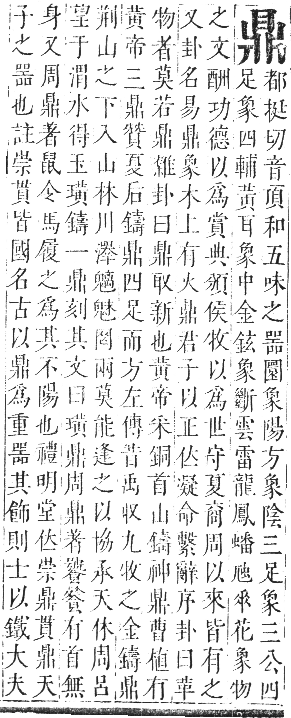 鼎
都挺切音頂和五味之器圜象陽方象陰三足象三公四
足象四輔黃耳象中金鉉象斷雲雷龍鳳蟠虺爪花象物
之文酬功德以爲賞典頒侯牧以爲世守夏商周以來皆有之
又卦名易鼎象木上有火鼎君子以正位凝命繫辭序卦曰革
物者莫若鼎雜卦曰鼎取新也黃帝采銅首山鑄神鼎曹植有
黃帝三鼎贊夏后鑄鼎四足而方左傳昔禹收九牧之金鑄鼎
荆山之下入山林川澤魑魅罔兩莫能逢之以協承天休周呂
望于渭水得玉璜鑄一鼎刻其文曰璜鼎周鼎著饕餮有首無
身又周鼎著鼠令馬履之爲其不陽也禮明堂位崇鼎貫鼎天
子之器也註崇貫皆國名古以鼎爲重器其飾則士以鐵大夫